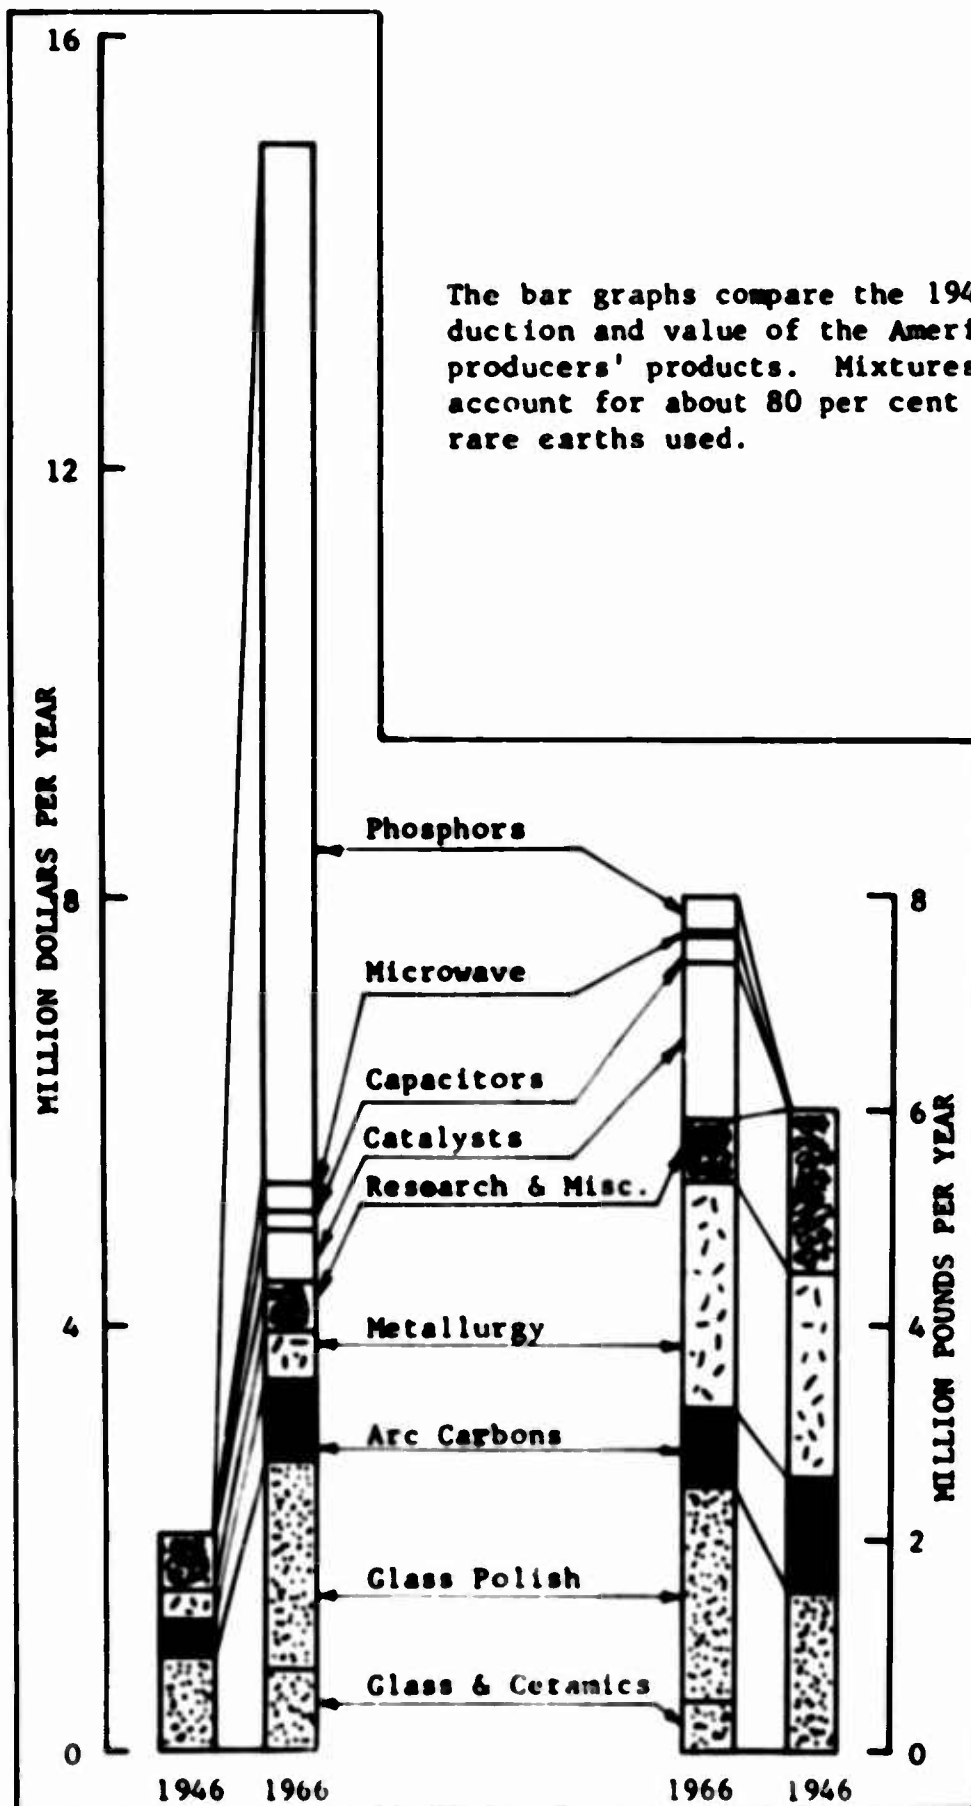 16
12
8
4
0
MILLION DOLLARS PER YEAR
The bar graphs compare the 194
duction and value of the Ameri
producers' products. Mixtures
account for about 80 per cent
rare earths used.
Phosphors
Microwave
Capacitors
Catalysts
Research & Misc.
Metallurgy
Arc Carbons
Glass Polish
Glass & Ceramics
8
6
4
2
0
MILLION POUNDS PER YEAR
1946 1966 1966 1946